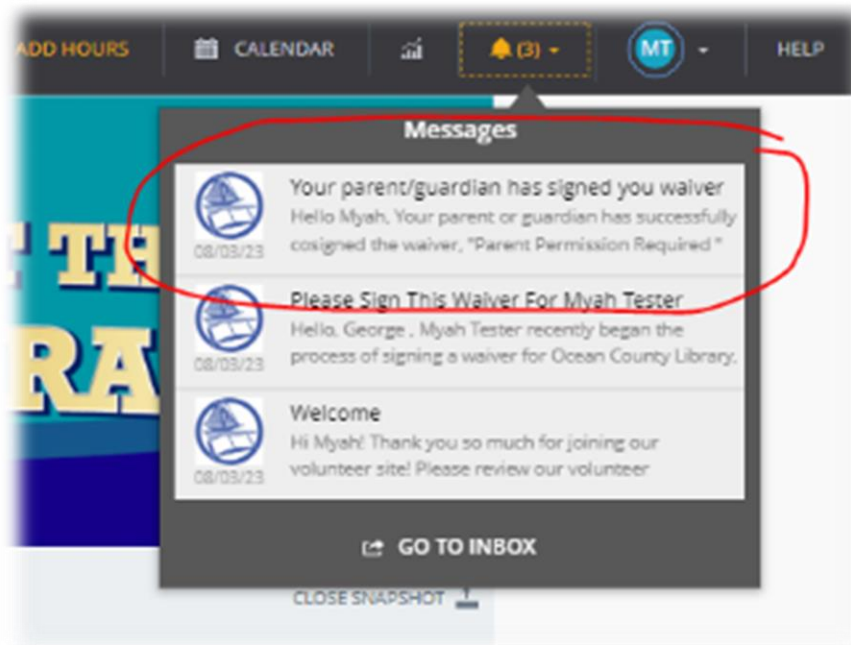 ADD HOURS
CALENDAR
(3)
MT
HELP
Messages
Your parent/guardian has signed you waiver
Hello Myah, Your parent or guardian has successfully
cosigned the waiver, "Parent Permission Required "
08/03/23
Please Sign This Waiver For Myah Tester
Hello, George , Myah Tester recently began the
process of signing a waiver for Ocean County Library.
08/03/23
Welcome
Hi Myah! Thank you so much for joining our
volunteer site! Please review our volunteer
08/03/23
GO TO INBOX
T TH
RA
CLOSE SNAPSHOT